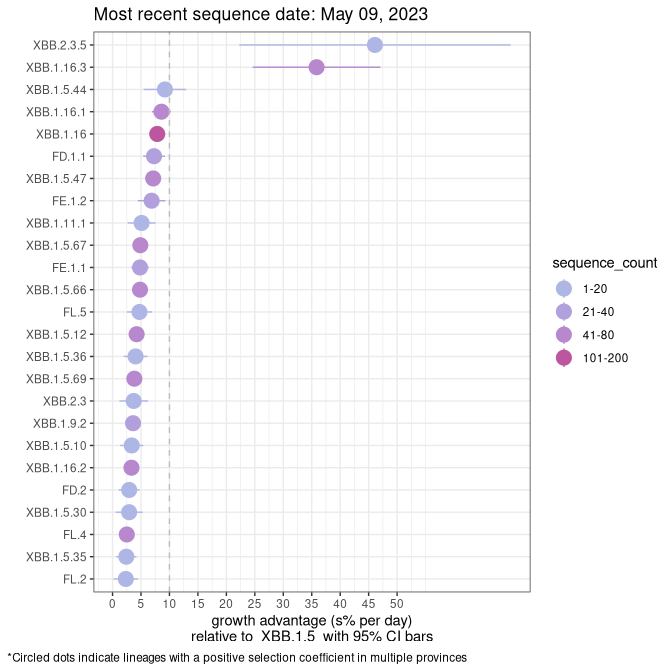 Most recent sequence date: May 09, 2023
XBB.2.3.5
XBB.1.16.3
XBB.1.5.44
XBB.1.16.1
XBB.1.16
FD.1.1
XBB.1.5.47
FE.1.2
XBB.1.11.1
XBB.1.5.67
FE.1.1
XBB.1.5.66
FL.5
XBB.1.5.12
XBB.1.5.36
XBB.1.5.69
XBB.2.3
XBB.1.9.2
XBB.1.5.10
XBB.1.16.2
FD.2
XBB.1.5.30
FL.4
XBB.1.5.35
FL.2
0 5 10 15 20 25 30 35 40 45 50
growth advantage (s% per day)
relative to XBB.1.5 with 95% CI bars
sequence_count
1-20
21-40
41-80
101-200
*Circled dots indicate lineages with a positive selection coefficient in multiple provinces